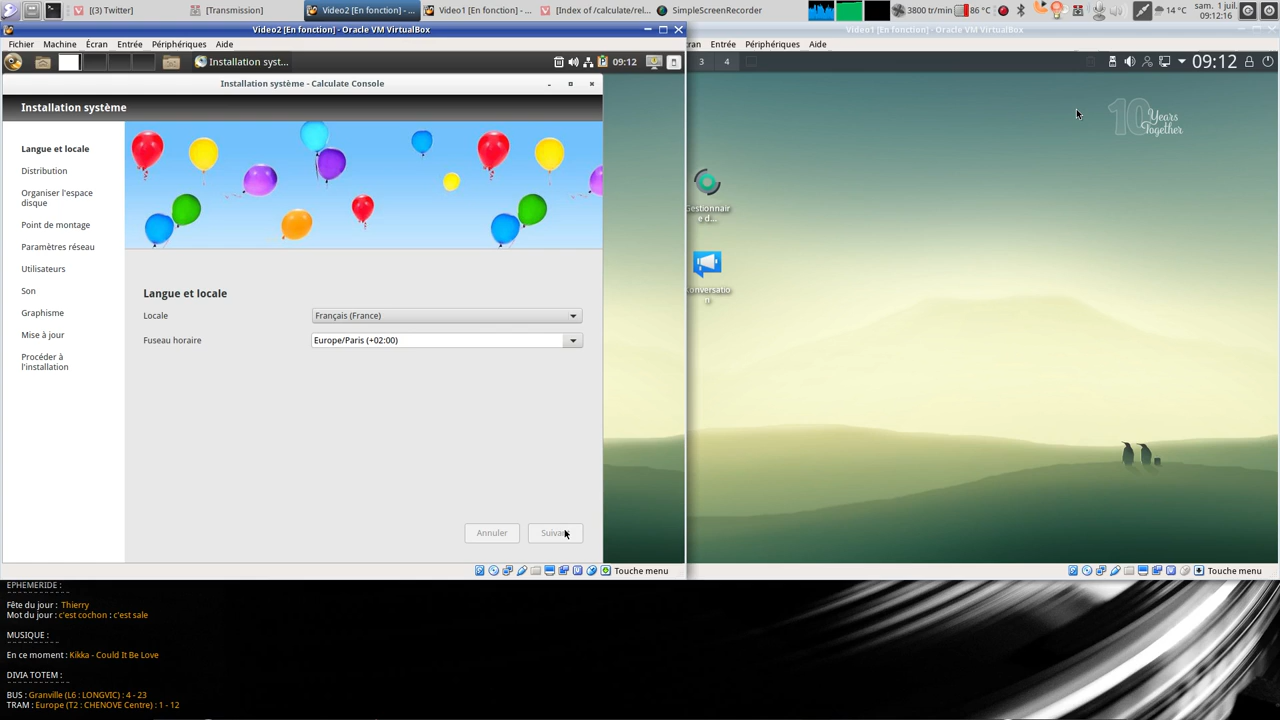 [(3) Twitter]
[Transmission]
Video2 [En fonction] - ...
Video1 [En fonction] - ...
[Index of /calculate/rel...
SimpleScreenRecorder
3800 tr/min
86 °C
14 °C
sam. 1 juil.
09:12:16
Video2 [En fonction] - Oracle VM VirtualBox
Video1 [En fonction] - Oracle VM VirtualBox
Fichier Machine Écran Entrée Périphériques Aide
cran Entrée Périphériques Aide
Installation syst...
09:12
3 4
09:12
Installation système - Calculate Console
Installation système
10 Years Together
Langue et locale
Distribution
Organiser l'espace
disque
Point de montage
Paramètres réseau
Utilisateurs
Son
Graphisme
Mise à jour
Procéder à
l'installation
Langue et locale
Locale
Français (France)
Fuseau horaire
Europe/Paris (+02:00)
Annuler
Gestionnair
e d...
Konversatio
n
Touche menu
Touche menu
EPHEMERIDE :
Fête du jour : Thierry
Mot du jour : c'est cochon : c'est sale
MUSIQUE :
En ce moment : Kikka - Could It Be Love
DIVIA TOTEM :
BUS : Granville (L6 : LONGVIC) : 4 - 23
TRAM : Europe (T2 : CHENOVE Centre) : 1 - 12